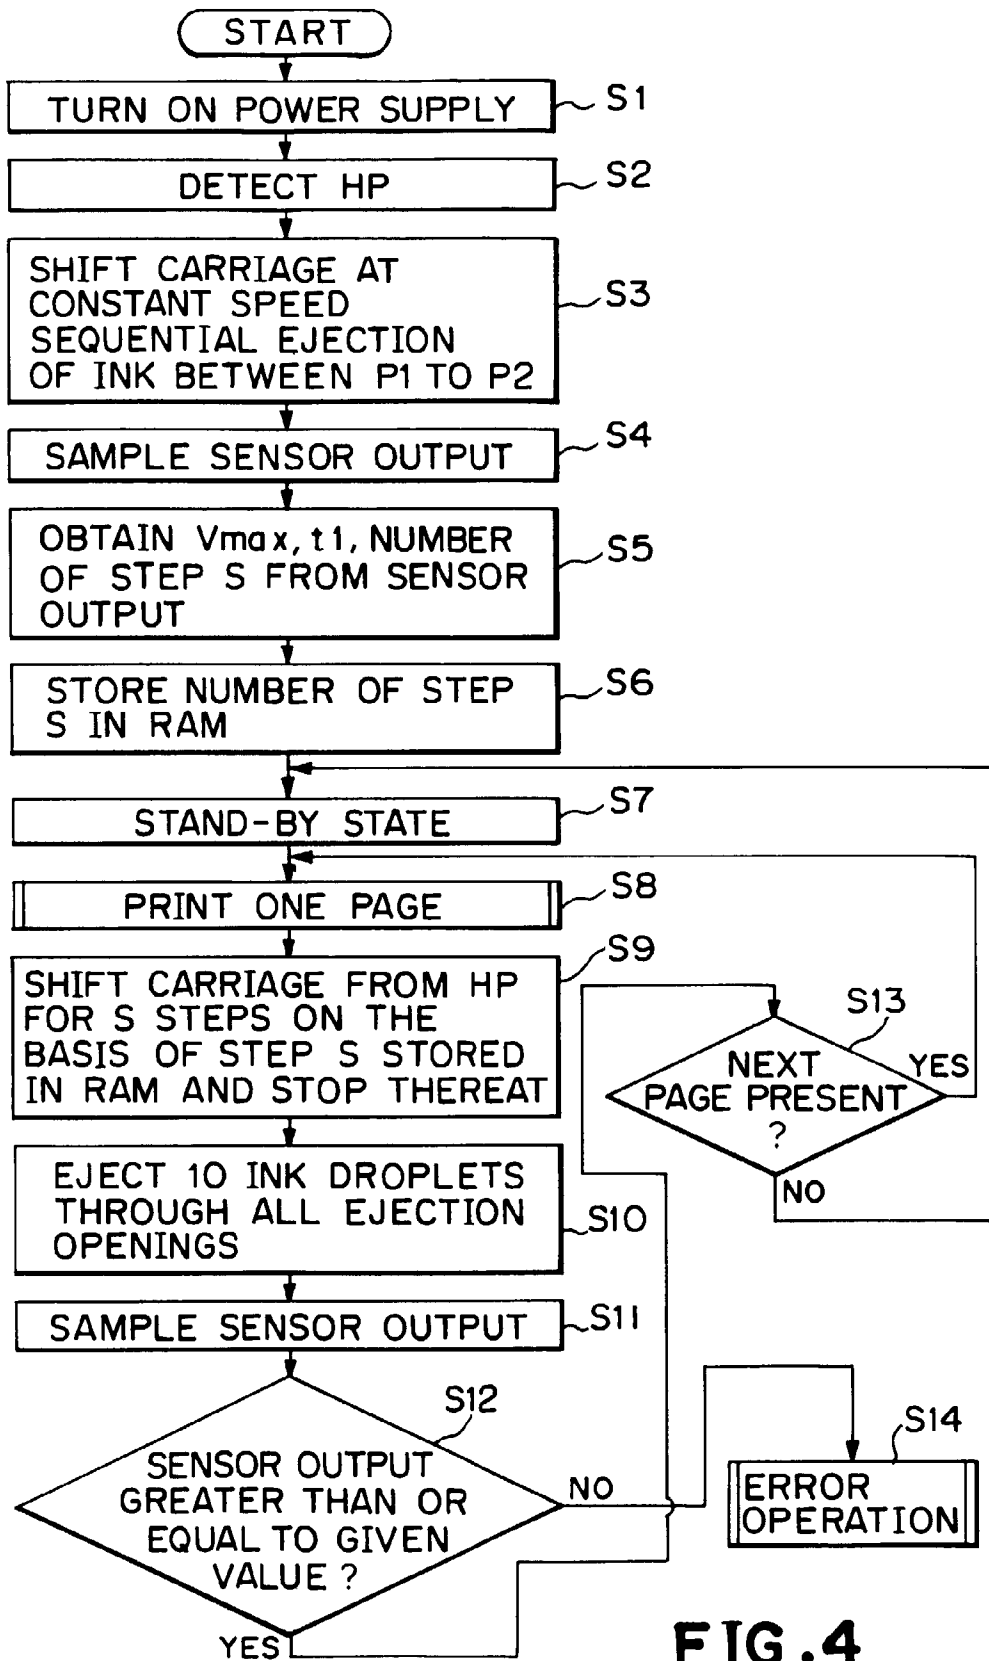 START
TURN ON POWER SUPPLY
S1
DETECT HP
S2
SHIFT CARRIAGE AT
CONSTANT SPEED
SEQUENTIAL EJECTION
OF INK BETWEEN P1 TO P2
S3
SAMPLE SENSOR OUTPUT
S4
OBTAIN Vmax, t1, NUMBER
OF STEP S FROM SENSOR
OUTPUT
S5
STORE NUMBER OF STEP
S IN RAM
S6
STAND-BY STATE
S7
PRINT ONE PAGE
S8
SHIFT CARRIAGE FROM HP
FOR S STEPS ON THE
BASIS OF STEP S STORED
IN RAM AND STOP THEREAT
S9
EJECT 10 INK DROPLETS
THROUGH ALL EJECTION
OPENINGS
S10
SAMPLE SENSOR OUTPUT
S11
SENSOR OUTPUT
GREATER THAN OR
EQUAL TO GIVEN
VALUE ?
S12
NO
YES
S13
NEXT
PAGE PRESENT
?
YES
NO
S14
ERROR
OPERATION
FIG.4